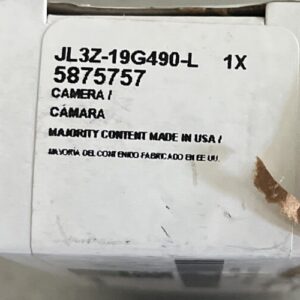 JL3Z-19G490-L 1X
5875757
CAMERA /
CÁMARA
MAJORITY CONTENT MADE IN USA /
MAYORÍA DEL CONTENIDO FABRICADO EN EE UU.